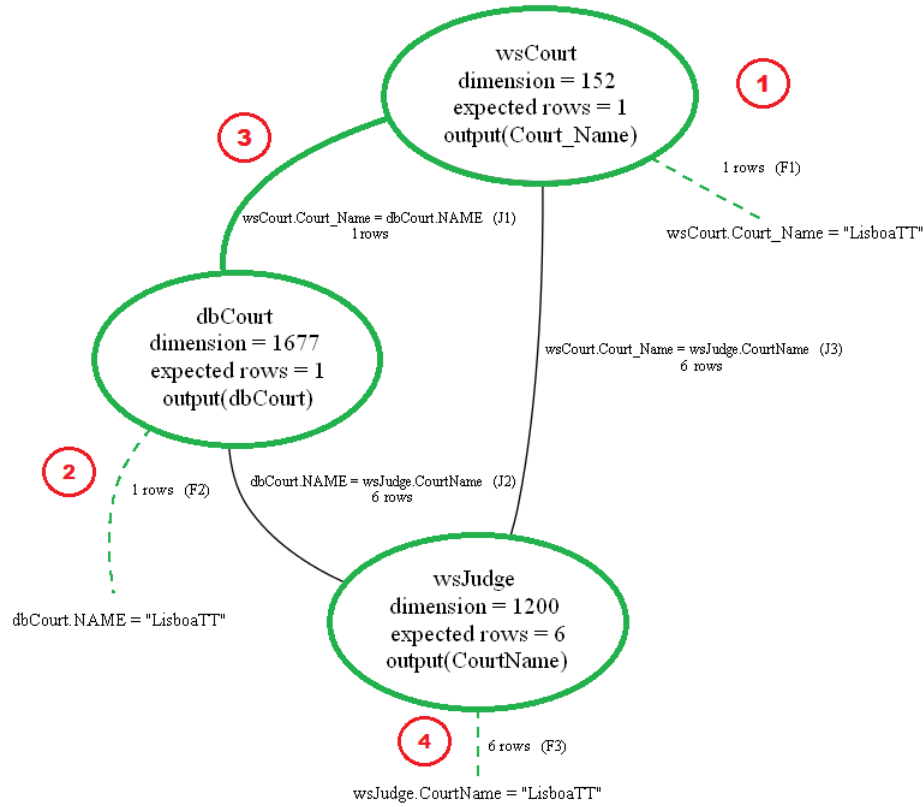 wsCourt
dimension = 152
expected rows = 1
output(Court_Name)
1
3
1 rows   (F1)
wsCourt.Court_Name = "LisboaTT"
wsCourt.Court_Name = dbCourt.NAME   (J1)
1 rows
dbCourt
dimension = 1677
expected rows = 1
output(dbCourt)
wsCourt.Court_Name = wsJudge.CourtName   (J3)
6 rows
2
1 rows   (F2)
dbCourt.NAME = wsJudge.CourtName   (J2)
6 rows
dbCourt.NAME = "LisboaTT"
wsJudge
dimension = 1200
expected rows = 6
output(CourtName)
4
6 rows   (F3)
wsJudge.CourtName = "LisboaTT"